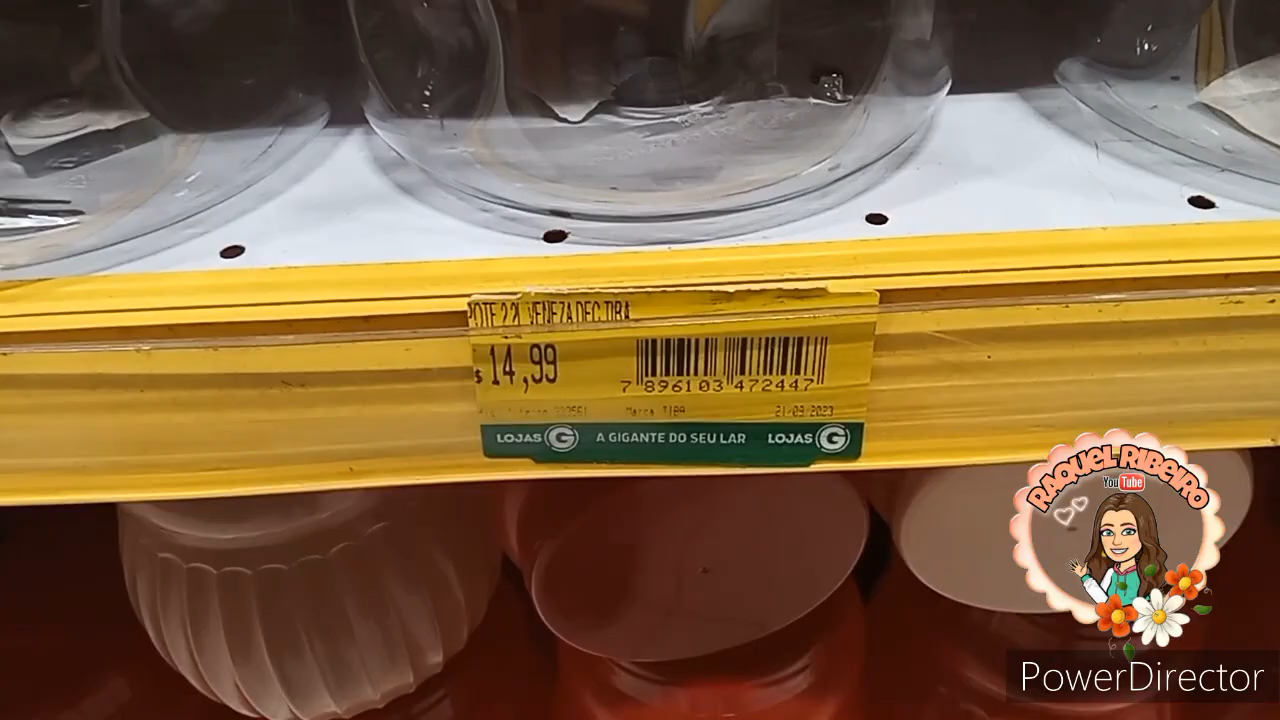 POTE 2.2L VENEZA DEC.TIRA
$ 14,99
7 896103 472447
Marca TIBA
21/09/2023
LOJAS G A GIGANTE DO SEU LAR LOJAS G
RAQUEL RIBEIRO
YouTube
PowerDirector